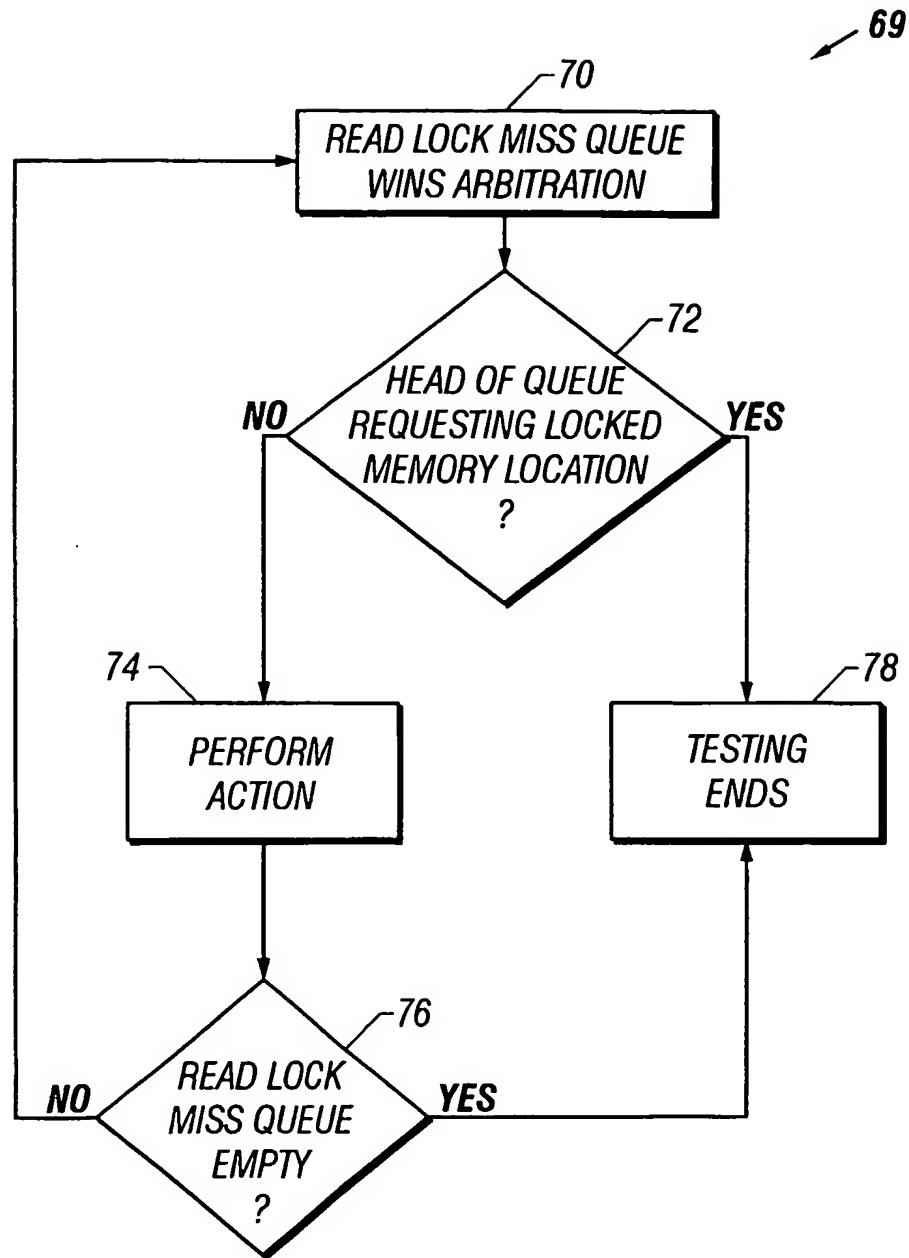 69
70
READ LOCK MISS QUEUE
WINS ARBITRATION
72
HEAD OF QUEUE
REQUESTING LOCKED
MEMORY LOCATION
?
NO
YES
74
PERFORM
ACTION
78
TESTING
ENDS
76
READ LOCK
MISS QUEUE
EMPTY
?
NO
YES